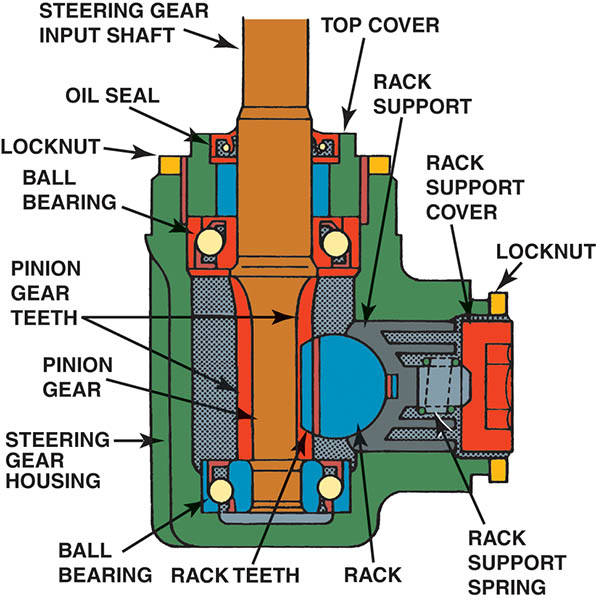 STEERING GEAR
INPUT SHAFT
TOP COVER
RACK
SUPPORT
OIL SEAL
LOCKNUT
RACK
SUPPORT
COVER
BALL
BEARING
LOCKNUT
PINION
GEAR
TEETH
PINION
GEAR
STEERING
GEAR
HOUSING
BALL
BEARING
RACK TEETH
RACK
RACK
SUPPORT
SPRING